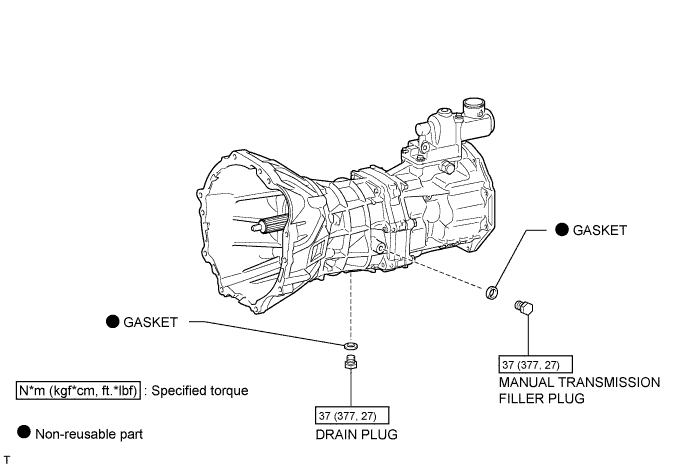 GASKET
GASKET
37 (377, 27)
MANUAL TRANSMISSION
FILLER PLUG
N*m (kgf*cm, ft.*lbf) : Specified torque
37 (377, 27)
DRAIN PLUG
Non-reusable part
T